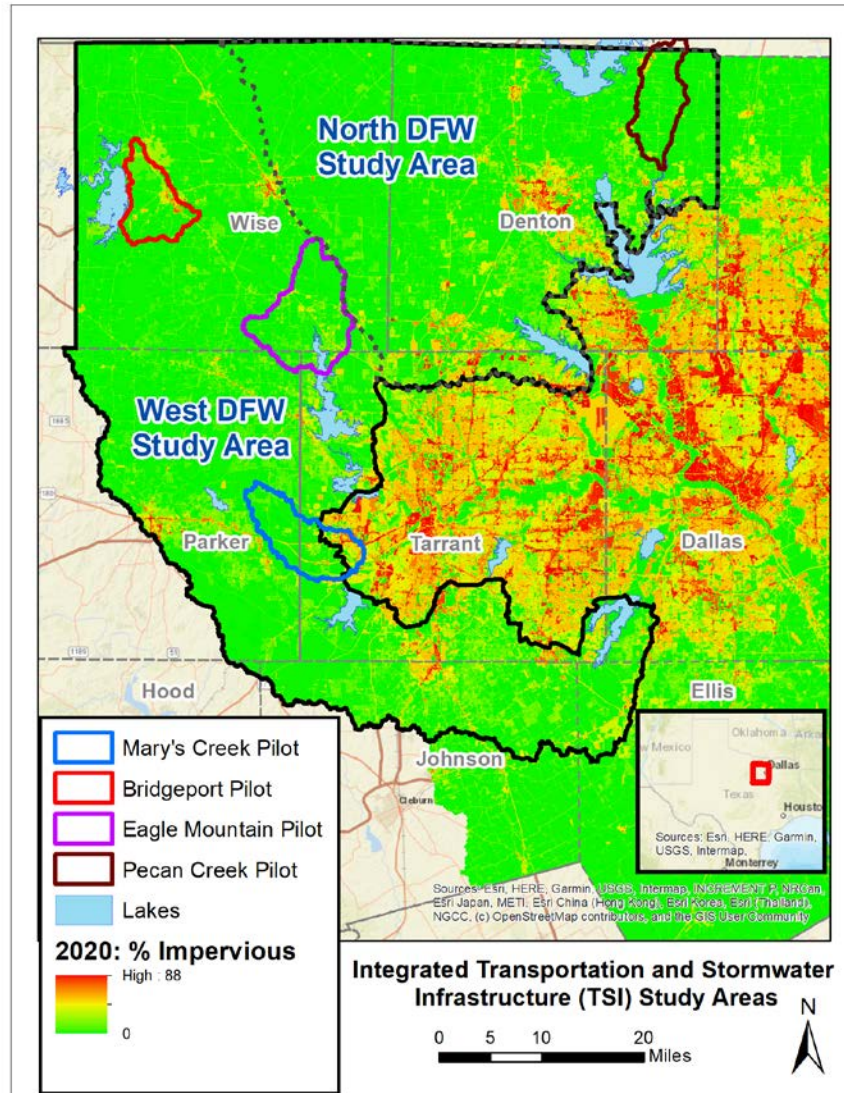 North DFW
Study Area
Wise
Denton
West DFW
Study Area
Parker
Tarrant
Dallas
Hood
Ellis
Johnson
Cleburn
1189
51
180
Mary's Creek Pilot
Bridgeport Pilot
Eagle Mountain Pilot
Pecan Creek Pilot
Lakes
2020: % Impervious
High : 88
0
Oklahoma
Arkan
w Mexico
Dallas
Texas
Houston
Sources: Esri, HERE, Garmin,
USGS, Intermap,
Monterrey
Sources: Esri, HERE, Garmin, USGS, Intermap, INCREMENT P, NRCan,
Esri Japan, METI, Esri China (Hong Kong), Esri Korea, Esri (Thailand),
NGCC, (c) OpenStreetMap contributors, and the GIS User Community
Integrated Transportation and Stormwater
Infrastructure (TSI) Study Areas
N
0 5 10 20
Miles